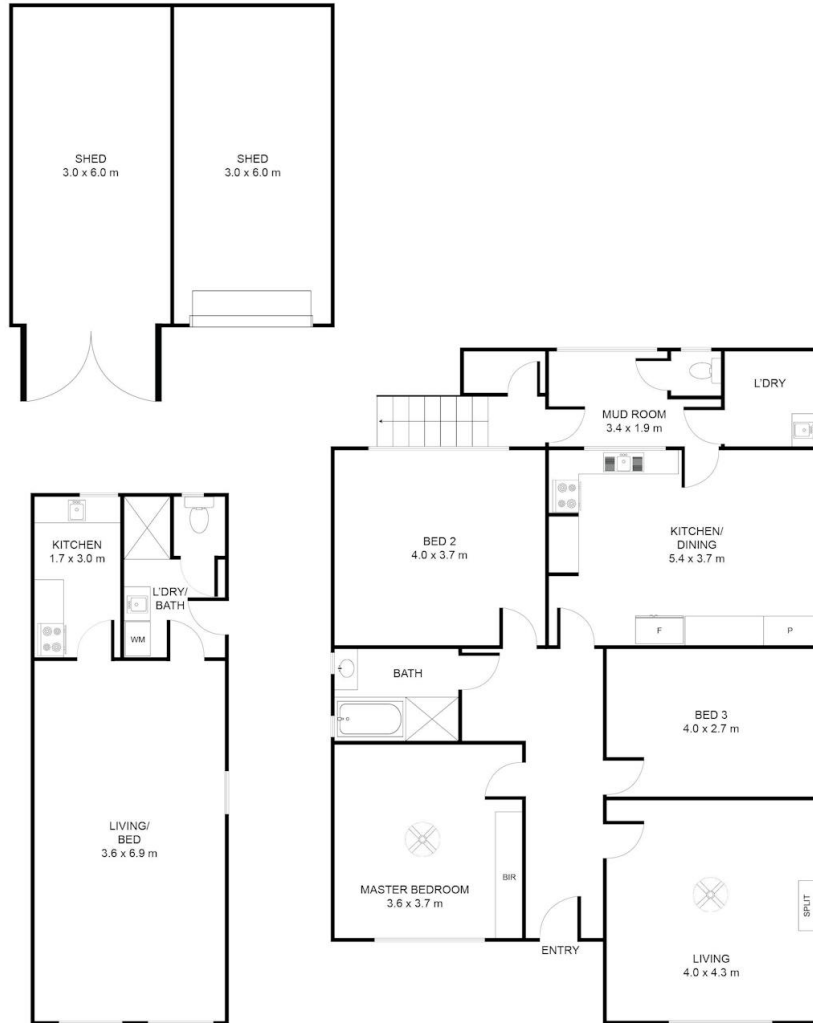 SHED
3.0 x 6.0 m
SHED
3.0 x 6.0 m
MUD ROOM
3.4 x 1.9 m
L'DRY
KITCHEN
1.7 x 3.0 m
L'DRY/
BATH
WM
BED 2
4.0 x 3.7 m
KITCHEN/
DINING
5.4 x 3.7 m
F
P
BATH
BED 3
4.0 x 2.7 m
LIVING/
BED
3.6 x 6.9 m
MASTER BEDROOM
3.6 x 3.7 m
BIR
ENTRY
SPLIT
LIVING
4.0 x 4.3 m